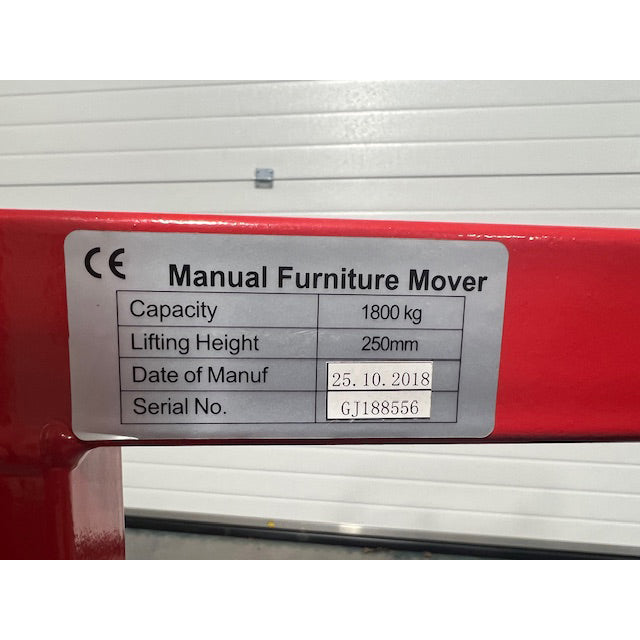 CE Manual Furniture Mover
Capacity 1800 kg
Lifting Height 250mm
Date of Manuf 25.10.2018
Serial No. GJ188556